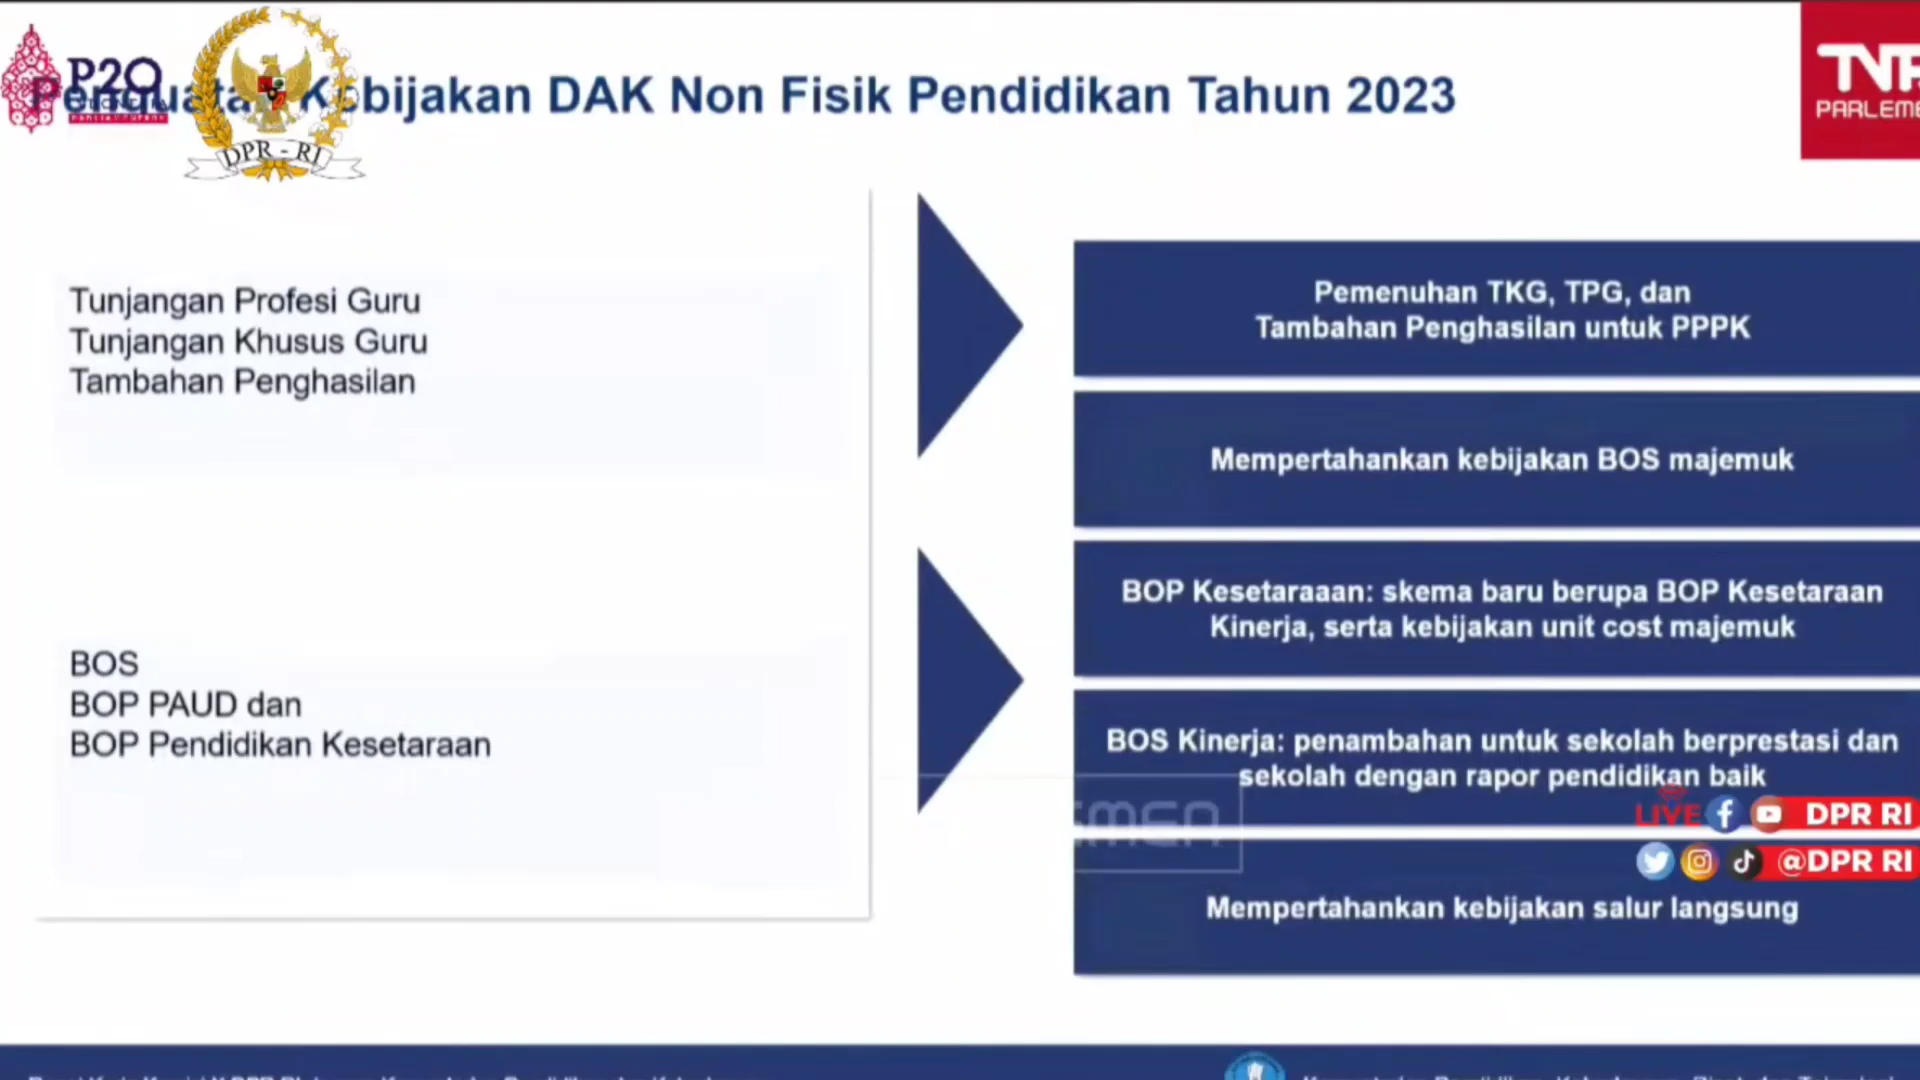 P20
DPR - RI
Kebijakan DAK Non Fisik Pendidikan Tahun 2023
PARLEME
Tunjangan Profesi Guru
Tunjangan Khusus Guru
Tambahan Penghasilan
BOS
BOP PAUD dan
BOP Pendidikan Kesetaraan
Pemenuhan TKG, TPG, dan
Tambahan Penghasilan untuk PPPK
Mempertahankan kebijakan BOS majemuk
BOP Kesetaraaan: skema baru berupa BOP Kesetaraan
Kinerja, serta kebijakan unit cost majemuk
BOS Kinerja: penambahan untuk sekolah berprestasi dan
sekolah dengan rapor pendidikan baik
LIVE DPR RI
@DPR RI
Mempertahankan kebijakan salur langsung